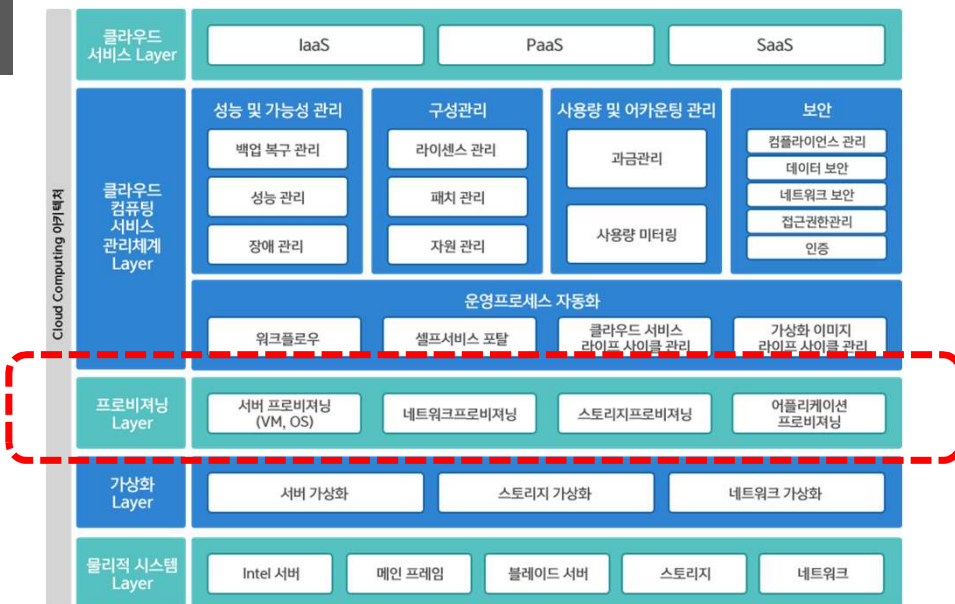 Cloud Computing 아키텍처
클라우드
서비스 Layer
IaaS
PaaS
SaaS
클라우드
컴퓨팅
서비스
관리체계
Layer
성능 및 가능성 관리
백업 복구 관리
성능 관리
장애 관리
구성관리
라이센스 관리
패치 관리
자원 관리
사용량 및 어카운팅 관리
과금관리
사용량 미터링
보안
컴플라이언스 관리
데이터 보안
네트워크 보안
접근권한관리
인증
운영프로세스 자동화
워크플로우
셀프서비스 포탈
클라우드 서비스
라이프 사이클 관리
가상화 이미지
라이프 사이클 관리
프로비져닝
Layer
서버 프로비져닝
(VM, OS)
네트워크프로비져닝
스토리지프로비져닝
어플리케이션
프로비져닝
가상화
Layer
서버 가상화
스토리지 가상화
네트워크 가상화
물리적 시스템
Layer
Intel 서버
메인 프레임
블레이드 서버
스토리지
네트워크